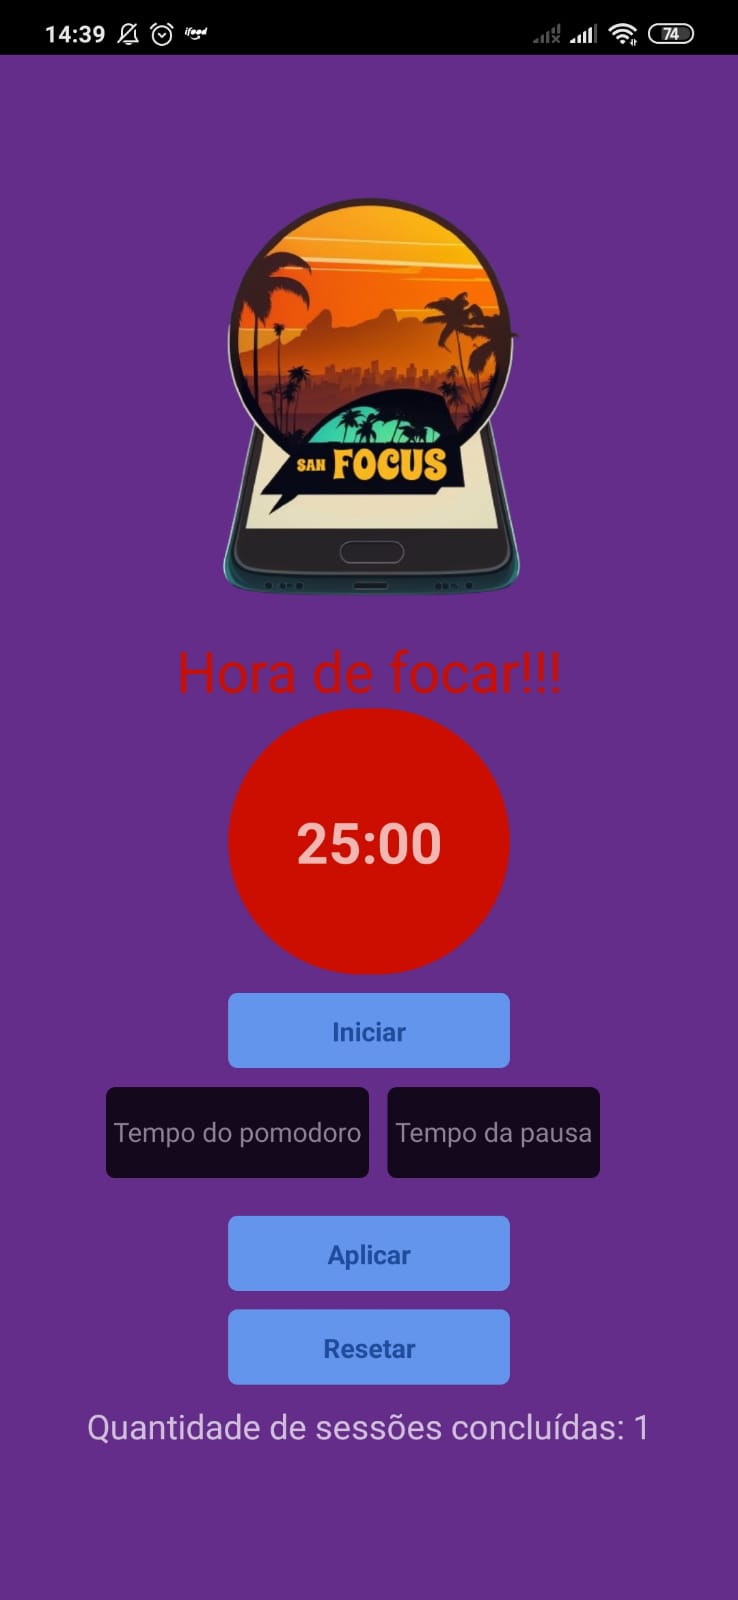 14:39 ifood 74
SAN FOCUS
Hora de focar!!!
25:00
Iniciar
Tempo do pomodoro Tempo da pausa
Aplicar
Resetar
Quantidade de sessões concluídas: 1